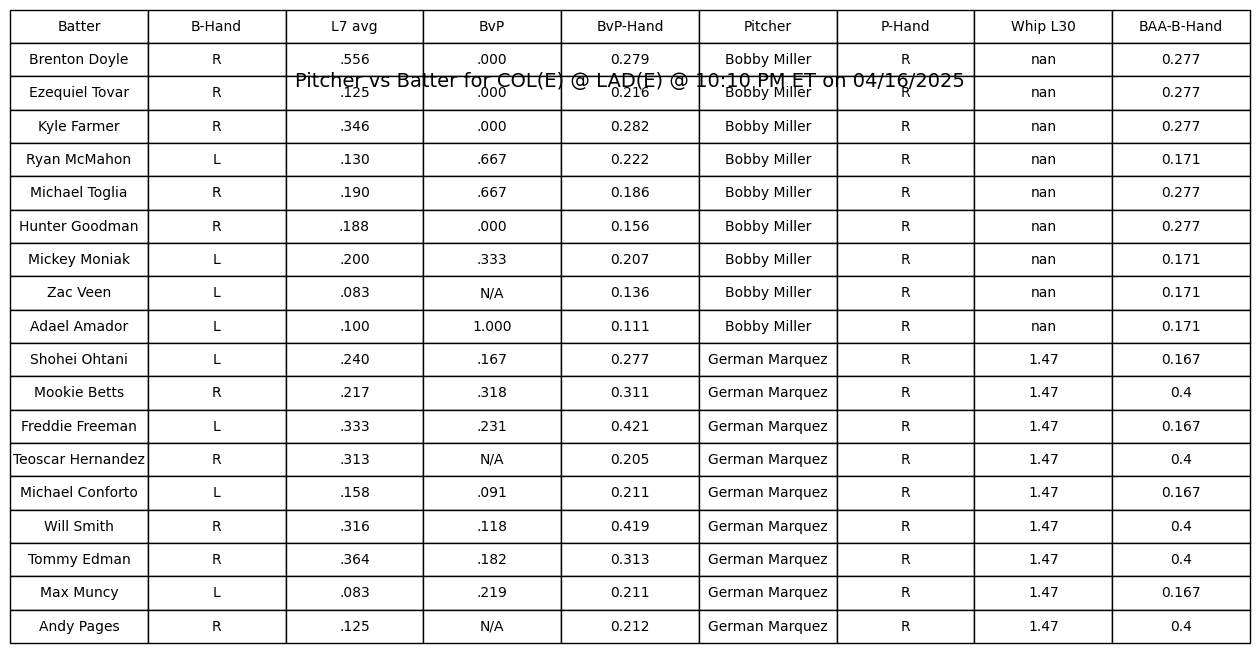 Batter B-Hand L7 avg BvP BvP-Hand Pitcher P-Hand Whip L30 BAA-B-Hand
Brenton Doyle R .556 .000 0.279 Bobby Miller R nan 0.277
Pitcher vs Batter for COL(E) @ LAD(E) @ 10:10 PM ET on 04/16/2025
Ezequiel Tovar R .125 .000 0.216 Bobby Miller R nan 0.277
Kyle Farmer R .346 .000 0.282 Bobby Miller R nan 0.277
Ryan McMahon L .130 .667 0.222 Bobby Miller R nan 0.171
Michael Toglia R .190 .667 0.186 Bobby Miller R nan 0.277
Hunter Goodman R .188 .000 0.156 Bobby Miller R nan 0.277
Mickey Moniak L .200 .333 0.207 Bobby Miller R nan 0.171
Zac Veen L .083 N/A 0.136 Bobby Miller R nan 0.171
Adael Amador L .100 1.000 0.111 Bobby Miller R nan 0.171
Shohei Ohtani L .240 .167 0.277 German Marquez R 1.47 0.167
Mookie Betts R .217 .318 0.311 German Marquez R 1.47 0.4
Freddie Freeman L .333 .231 0.421 German Marquez R 1.47 0.167
Teoscar Hernandez R .313 N/A 0.205 German Marquez R 1.47 0.4
Michael Conforto L .158 .091 0.211 German Marquez R 1.47 0.167
Will Smith R .316 .118 0.419 German Marquez R 1.47 0.4
Tommy Edman R .364 .182 0.313 German Marquez R 1.47 0.4
Max Muncy L .083 .219 0.211 German Marquez R 1.47 0.167
Andy Pages R .125 N/A 0.212 German Marquez R 1.47 0.4